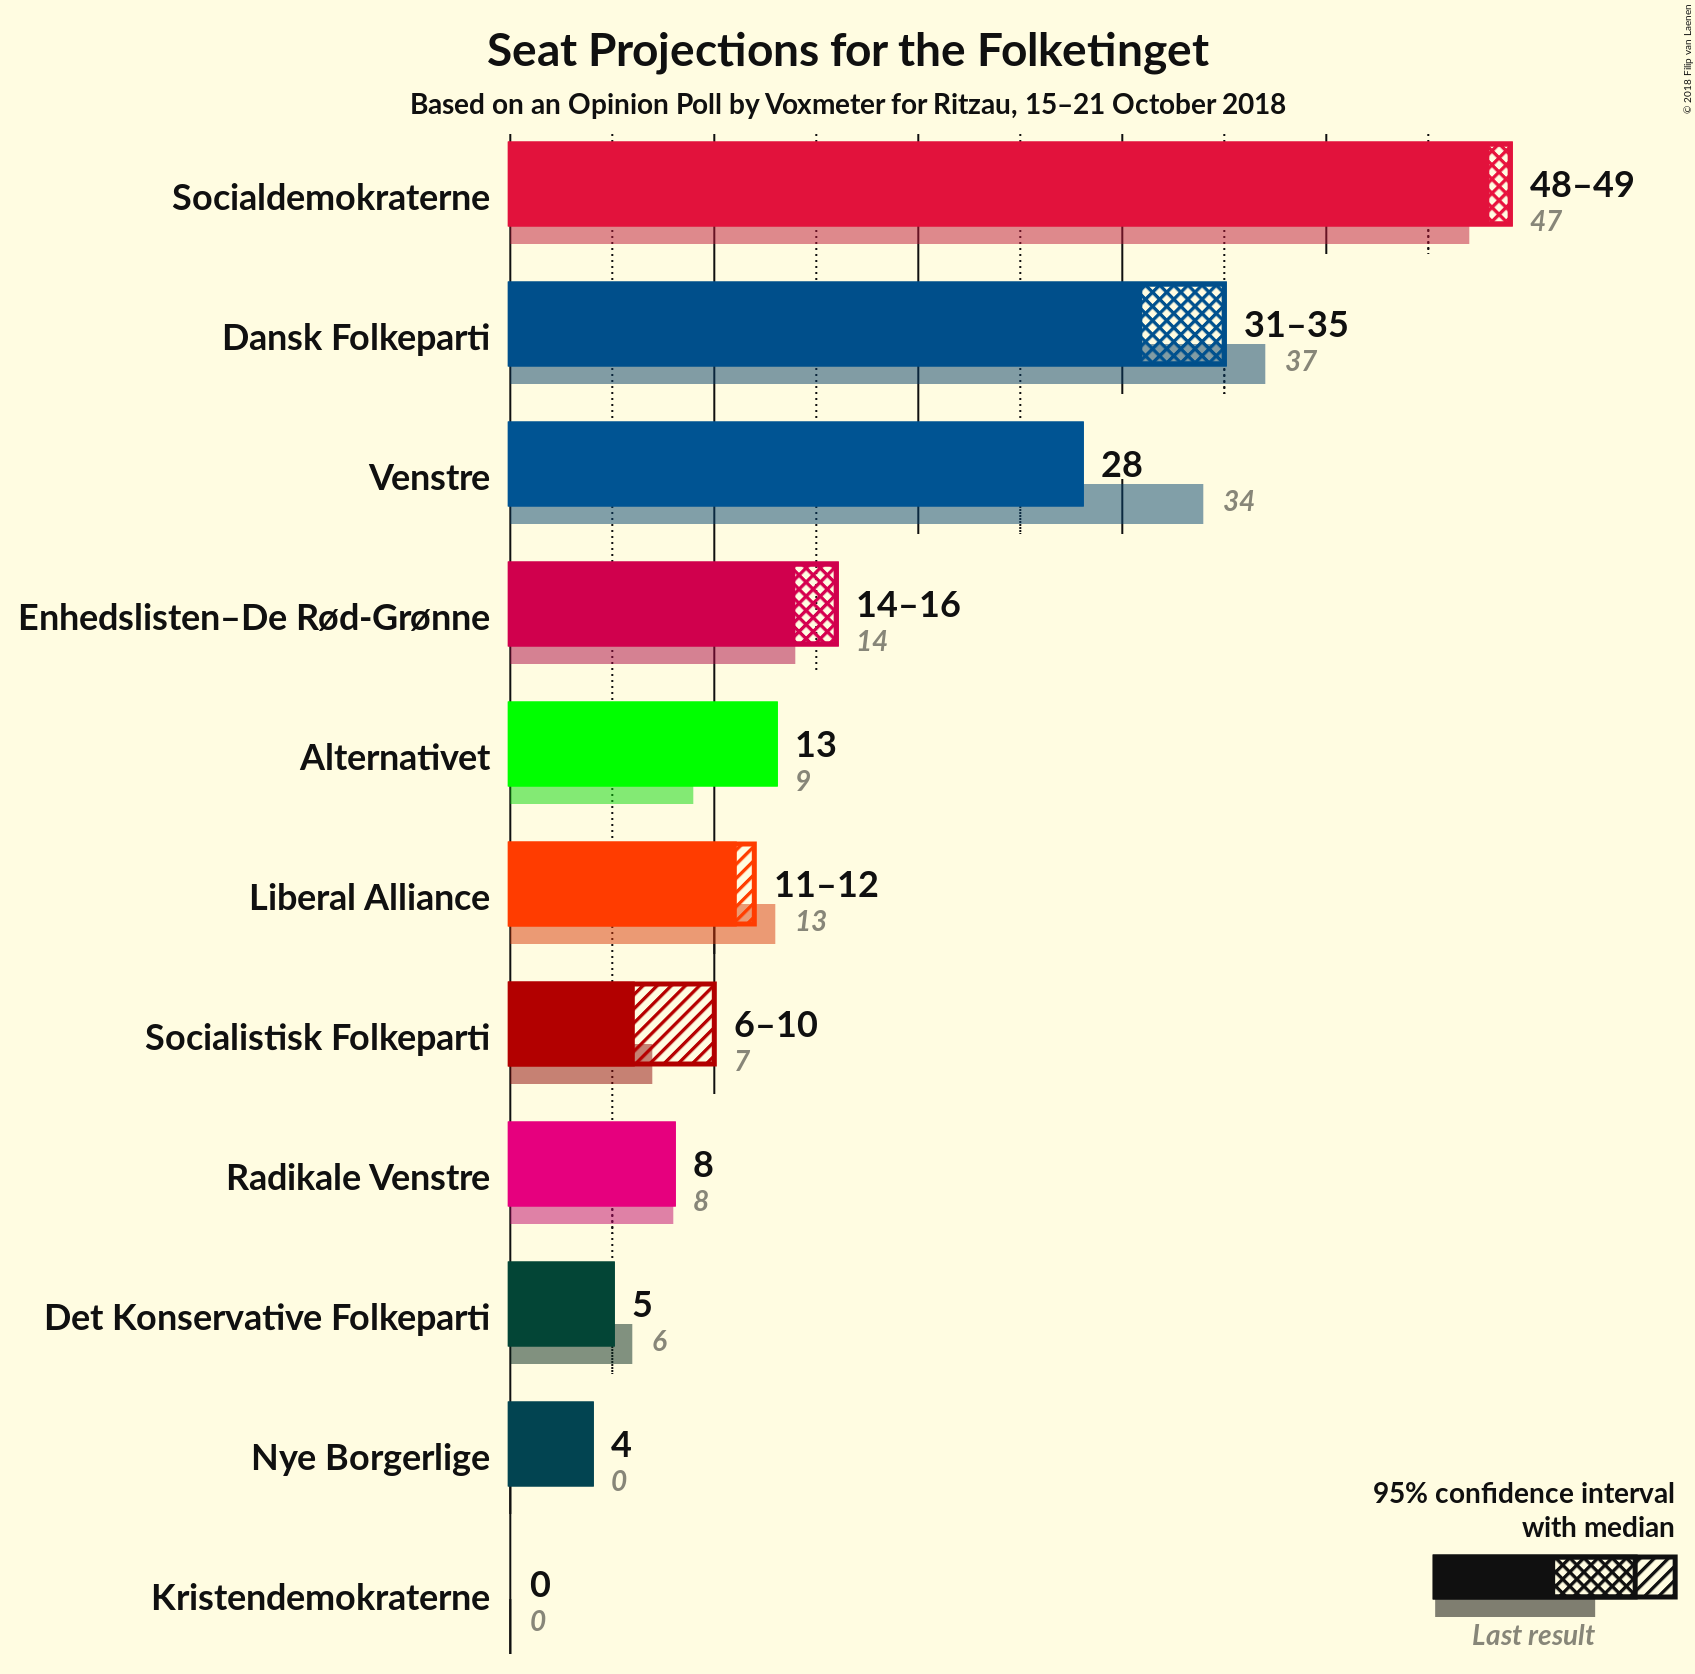 Seat Projections for the Folketinget
Based on an Opinion Poll by Voxmeter for Ritzau, 15–21 October 2018
© 2018 Filip van Laenen
Socialdemokraterne
48–49
47
Dansk Folkeparti
31–35
37
Venstre
28
34
Enhedslisten–De Rød-Grønne
14–16
14
Alternativet
13
9
Liberal Alliance
11–12
13
Socialistisk Folkeparti
6–10
7
Radikale Venstre
8
8
Det Konservative Folkeparti
5
6
Nye Borgerlige
4
0
Kristendemokraterne
0
0
95% confidence interval
with median
Last result